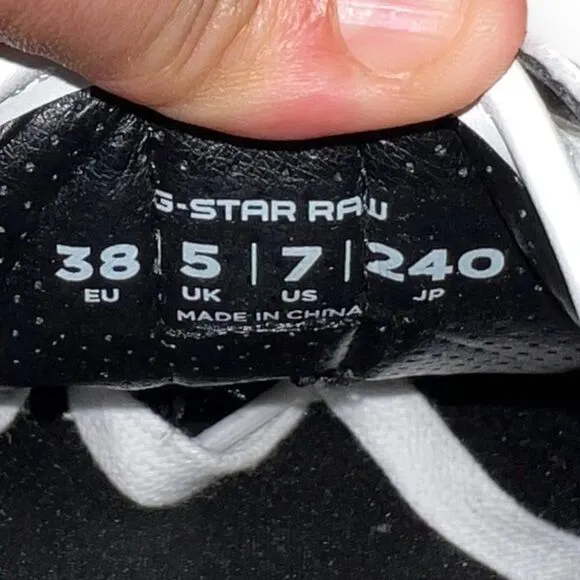 G-STAR RAW
38 | 5 | 7 | 240
EU UK US JP
MADE IN CHINA